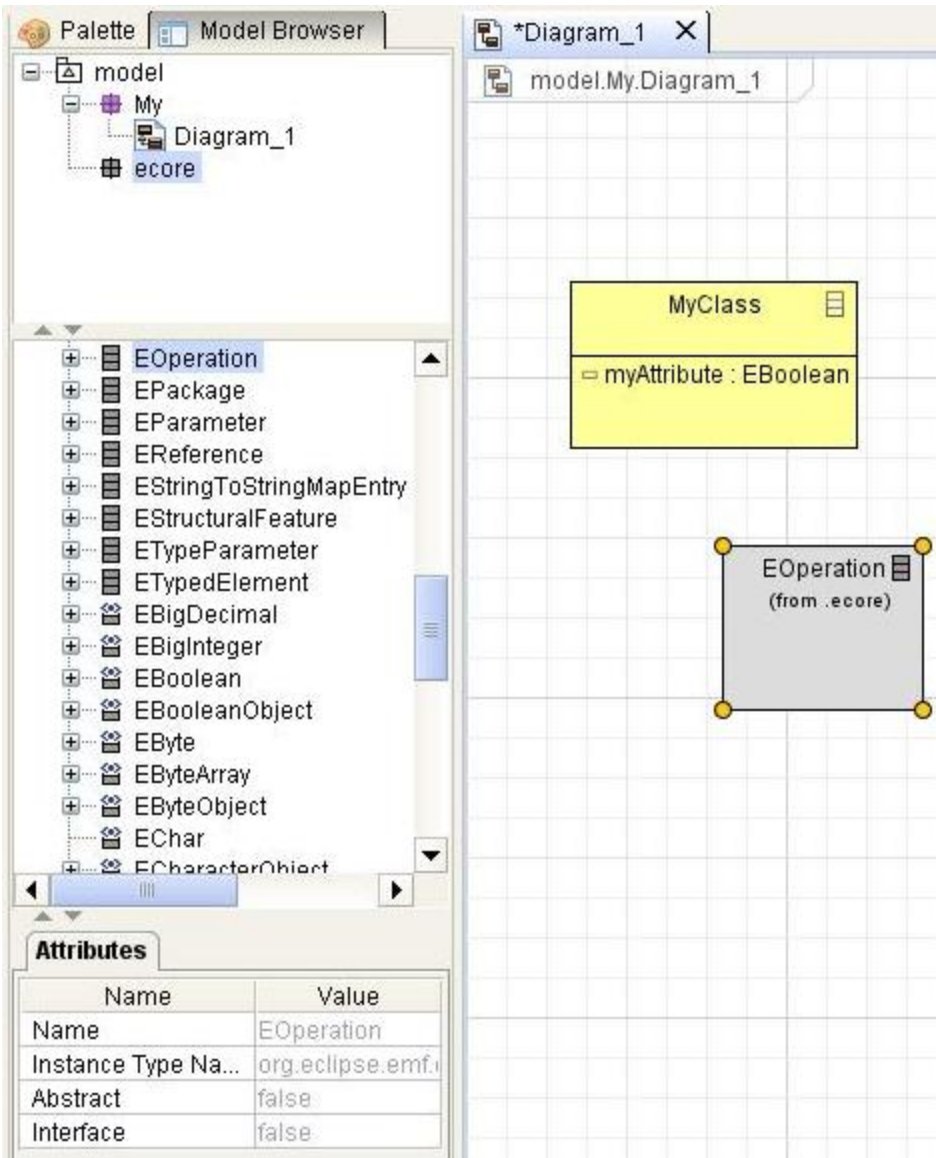 Palette
Model Browser
model
My
Diagram_1
ecore
EOperation
EPackage
EParameter
EReference
EStringToStringMapEntry
EStructuralFeature
ETypeParameter
ETypedElement
EBigDecimal
EBigInteger
EBoolean
EBooleanObject
EByte
EByteArray
EByteObject
EChar
ECharacterObject
Attributes
Name Value
Name EOperation
Instance Type Na... org.eclipse.emf.
Abstract false
Interface false
*Diagram_1 X
model.My.Diagram_1
MyClass
myAttribute : EBoolean
EOperation
(from .ecore)